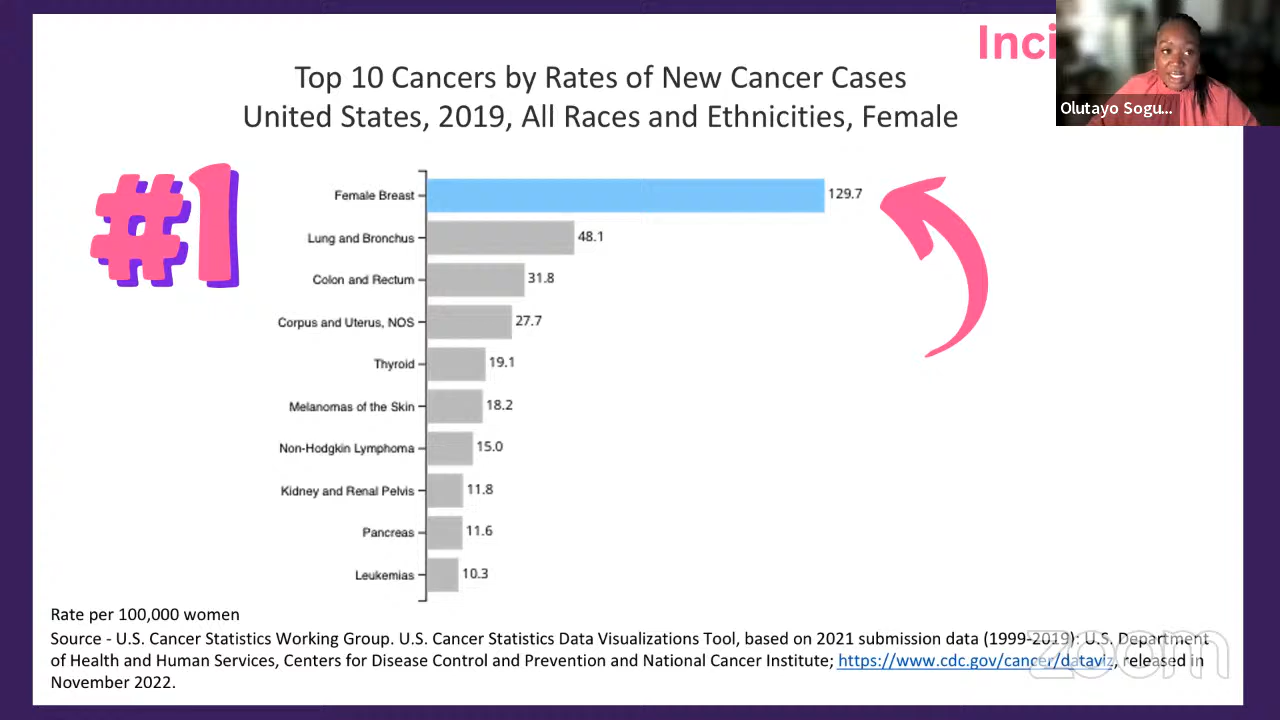 Inci
Olutayo Sogu...
Top 10 Cancers by Rates of New Cancer Cases
United States, 2019, All Races and Ethnicities, Female
#1
Female Breast 129.7
Lung and Bronchus 48.1
Colon and Rectum 31.8
Corpus and Uterus, NOS 27.7
Thyroid 19.1
Melanomas of the Skin 18.2
Non-Hodgkin Lymphoma 15.0
Kidney and Renal Pelvis 11.8
Pancreas 11.6
Leukemias 10.3
Rate per 100,000 women
Source - U.S. Cancer Statistics Working Group. U.S. Cancer Statistics Data Visualizations Tool, based on 2021 submission data (1999-2019): U.S. Department
of Health and Human Services, Centers for Disease Control and Prevention and National Cancer Institute; https://www.cdc.gov/cancer/dataviz, released in
November 2022.
zoom